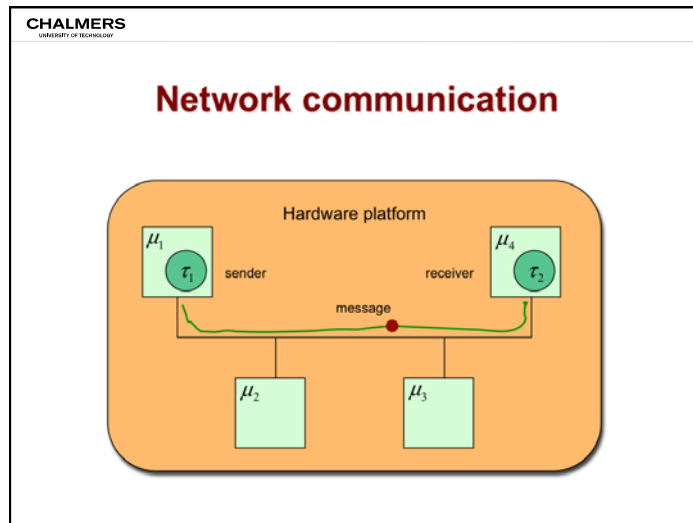 CHALMERS
UNIVERSITY OF TECHNOLOGY
Network communication
Hardware platform
μ₁
τ₁
sender
receiver
μ₄
τ₂
message
μ₂
μ₃